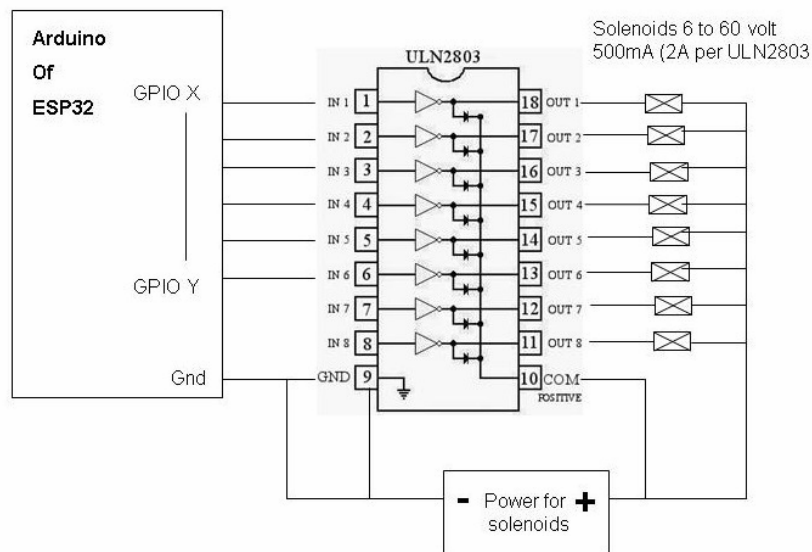 Arduino
Of
ESP32
GPIO X
GPIO Y
Gnd
Solenoids 6 to 60 volt
500mA (2A per ULN2803
ULN2803
IN 1 1 18 OUT 1
IN 2 2 17 OUT 2
IN 3 3 16 OUT 3
IN 4 4 15 OUT 4
IN 5 5 14 OUT 5
IN 6 6 13 OUT 6
IN 7 7 12 OUT 7
IN 8 8 11 OUT 8
GND 9 10 COM
POSITIVE
- Power for +
solenoids